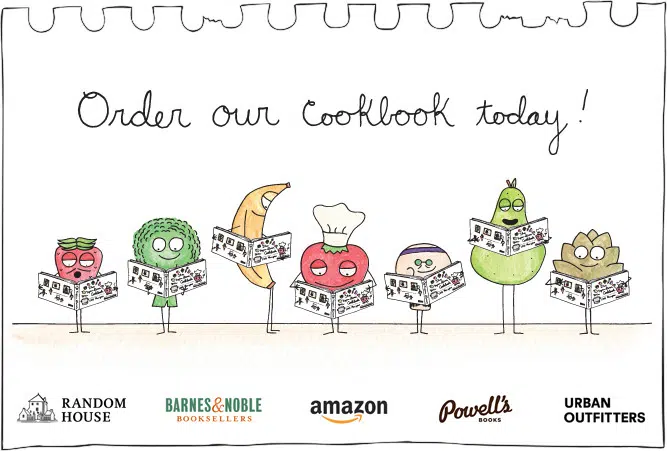 Order our cookbook today!
RANDOM
HOUSE
BARNES&NOBLE
BOOKSELLERS
amazon
Powell's
BOOKS
URBAN
OUTFITTERS